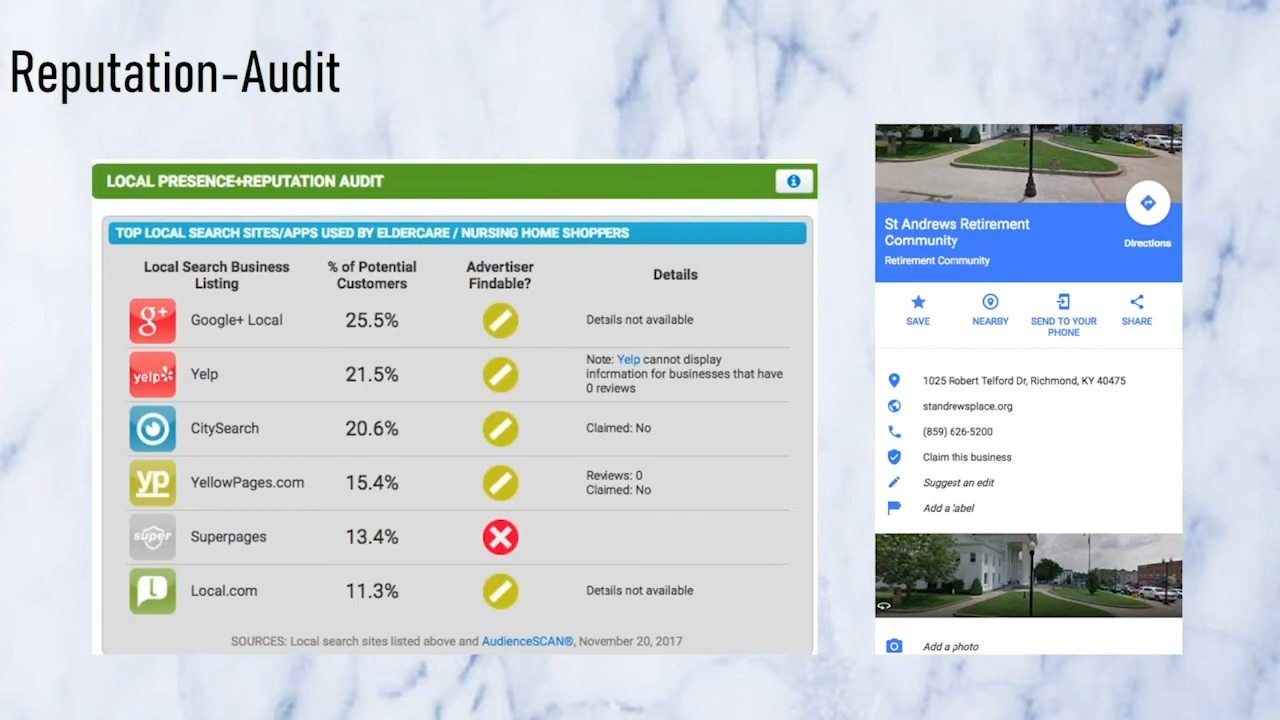 Reputation-Audit
LOCAL PRESENCE+REPUTATION AUDIT
TOP LOCAL SEARCH SITES/APPS USED BY ELDERCARE / NURSING HOME SHOPPERS
Local Search Business
Listing
% of Potential
Customers
Advertiser
Findable?
Details
g+
Google+ Local
25.5%
Details not available
yelp
Yelp
21.5%
Note: Yelp cannot display
information for businesses that have
0 reviews
CitySearch
20.6%
Claimed: No
yp
YellowPages.com
15.4%
Reviews: 0
Claimed: No
super
Superpages
13.4%
L
Local.com
11.3%
Details not available
SOURCES: Local search sites listed above and AudienceSCAN®, November 20, 2017
St Andrews Retirement
Community
Retirement Community
Directions
SAVE
NEARBY
SEND TO YOUR
PHONE
SHARE
1025 Robert Telford Dr, Richmond, KY 40475
standrewsplace.org
(859) 626-5200
Claim this business
Suggest an edit
Add a label
Add a photo